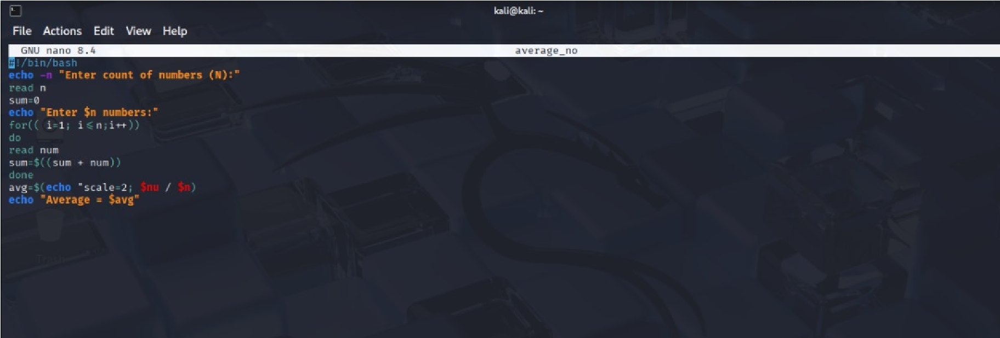 kali@kali: ~
File Actions Edit View Help
GNU nano 8.4 average_no
#!/bin/bash
echo -n "Enter count of numbers (N):"
read n
sum=0
echo "Enter $n numbers:"
for(( i=1; i<=n;i++))
do
read num
sum=$((sum + num))
done
avg=$(echo "scale=2; $nu / $n)
echo "Average = $avg"
Trash